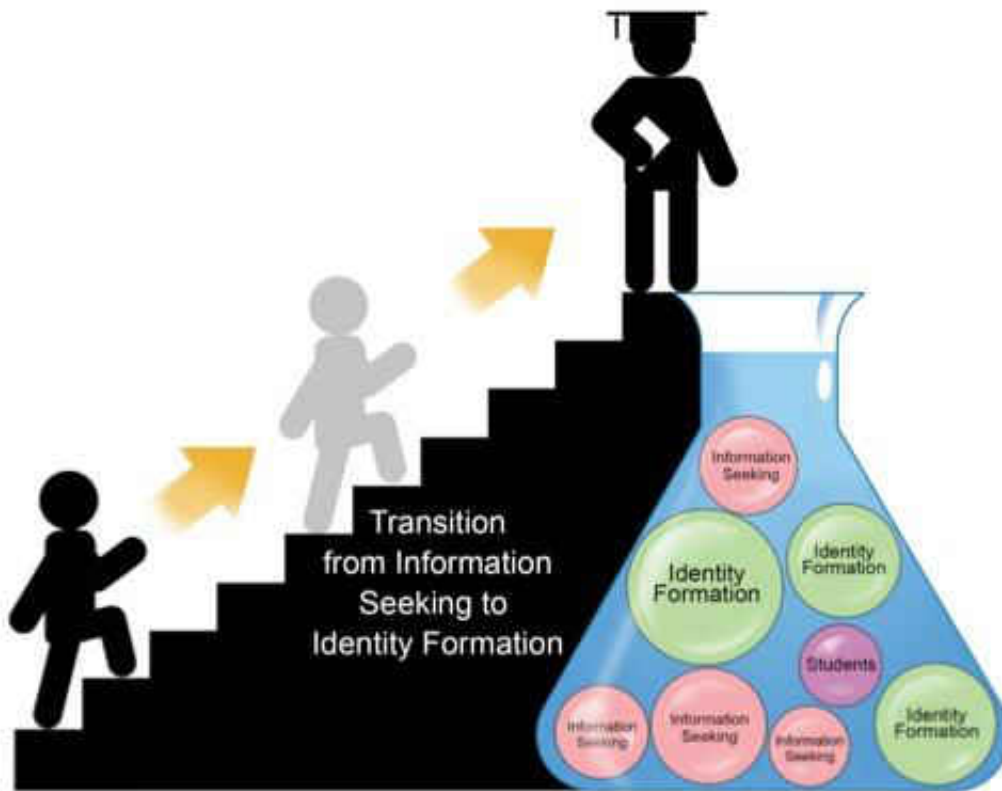 Transition
from Information
Seeking to
Identity Formation
Information
Seeking
Identity
Formation
Identity
Formation
Students
Information
Seeking
Information
Seeking
Information
Seeking
Identity
Formation